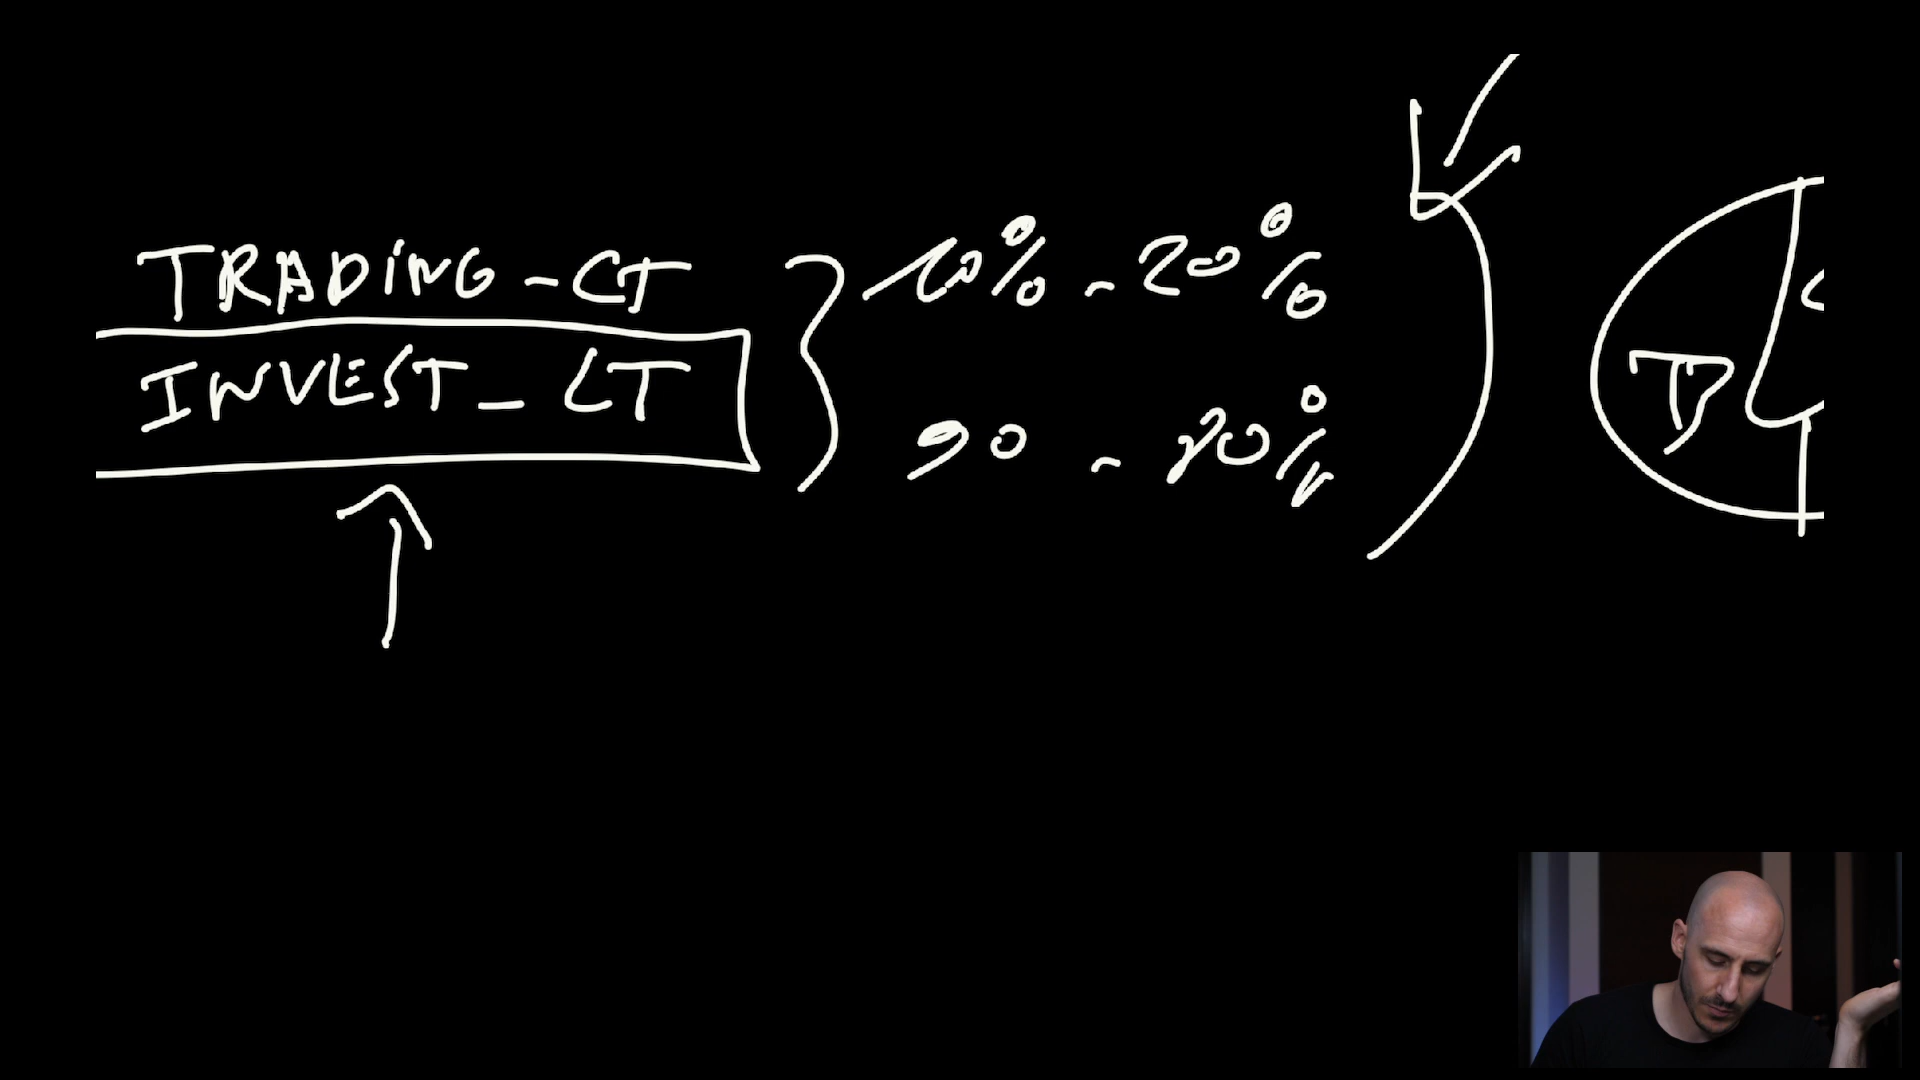 TRADING - CT
10% - 20%
INVEST - LT
90 - 80%